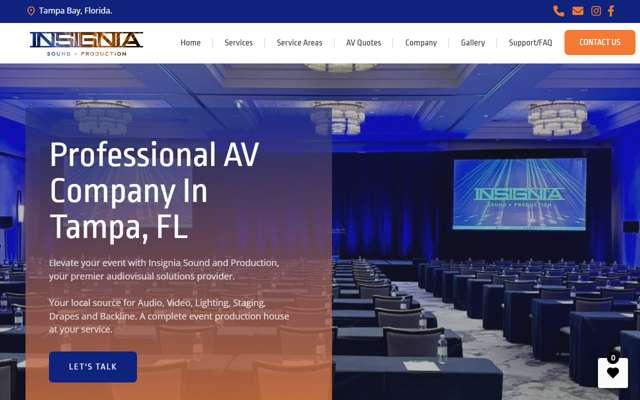 Tampa Bay, Florida.
INSIGNIA
SOUND + PRODUCTION
Home
Services
Service Areas
AV Quotes
Company
Gallery
Support/FAQ
CONTACT US
Professional AV
Company In
Tampa, FL
Elevate your event with Insignia Sound and Production,
your premier audiovisual solutions provider.
Your local source for Audio, Video, Lighting, Staging,
Drapes and Backline. A complete event production house
at your service.
LET'S TALK
INSIGNIA
SOUND + PRODUCTION
0